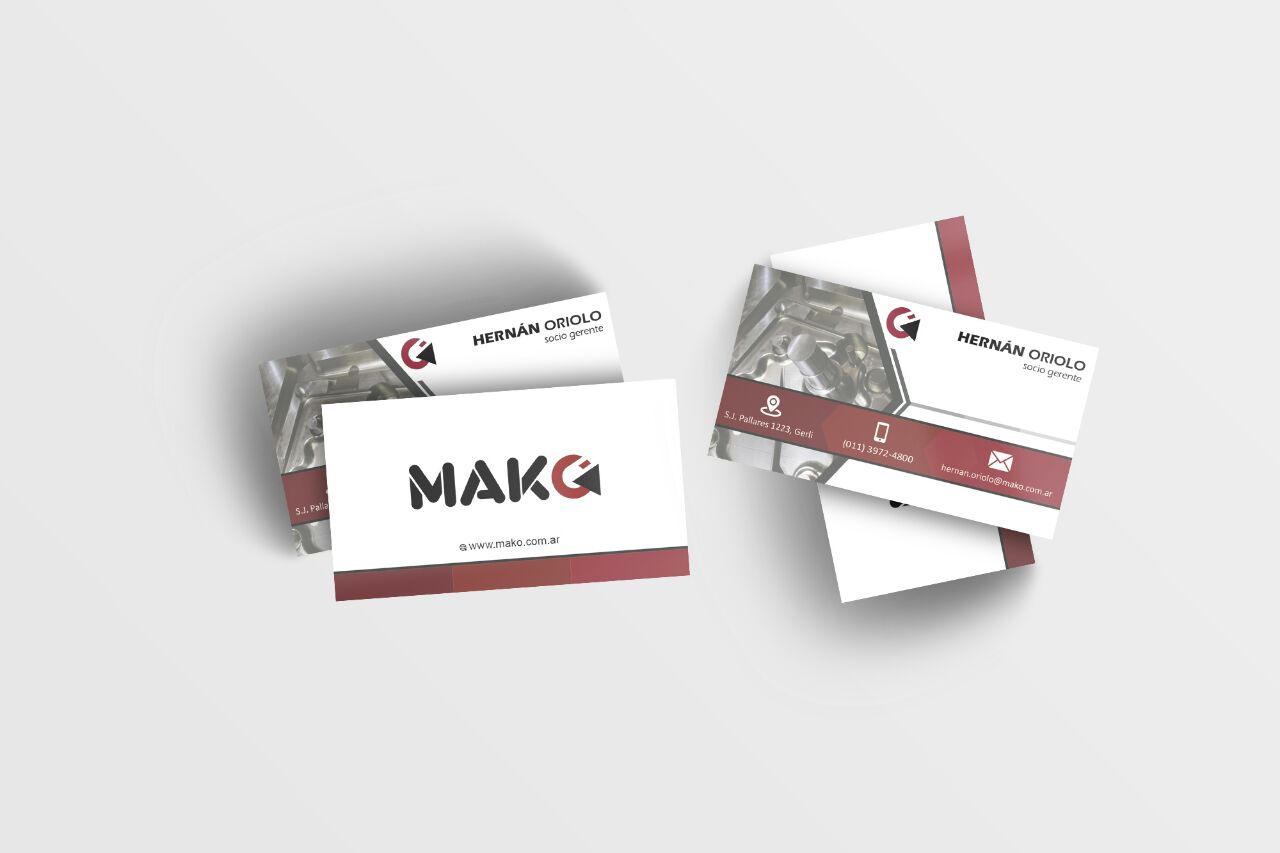 HERNÁN ORIOLO
socio gerente
S.J. Palla
MAKO
www.mako.com.ar
HERNÁN ORIOLO
socio gerente
S.J. Pallares 1223, Gerli
(011) 3972-4800
hernan.oriolo@mako.com.ar